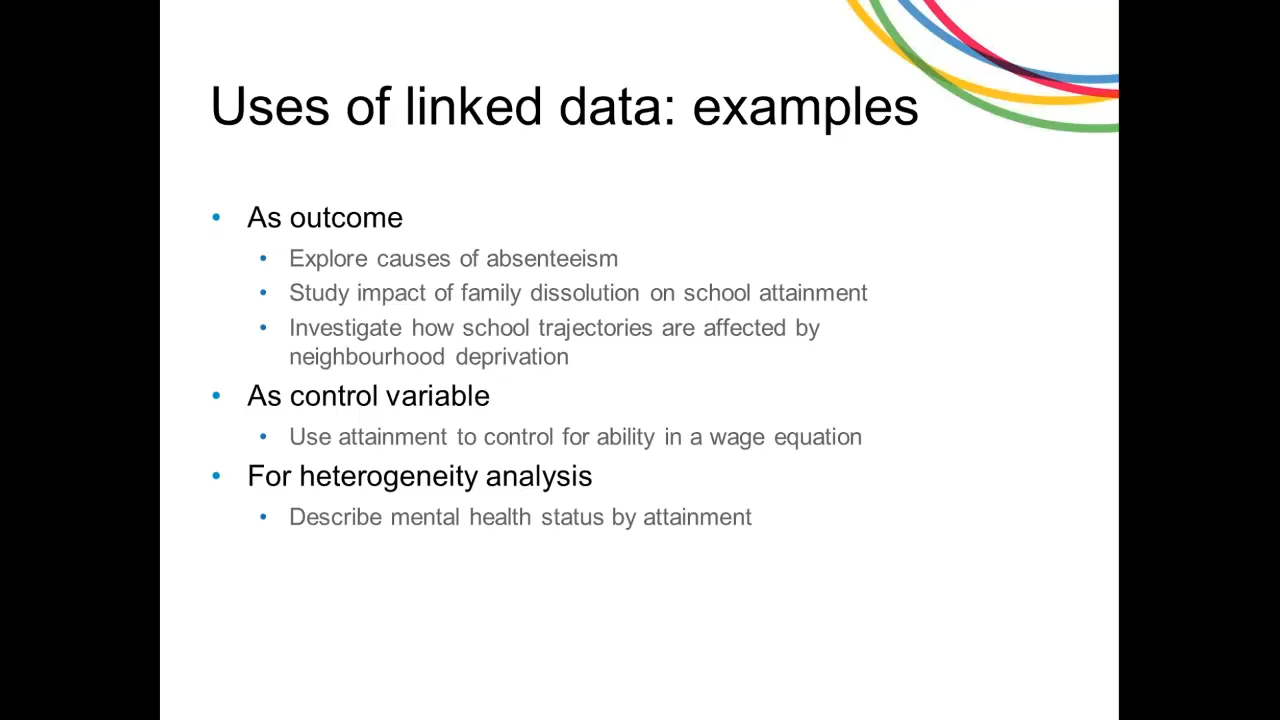 Uses of linked data: examples
• As outcome
• Explore causes of absenteeism
• Study impact of family dissolution on school attainment
• Investigate how school trajectories are affected by
neighbourhood deprivation
• As control variable
• Use attainment to control for ability in a wage equation
• For heterogeneity analysis
• Describe mental health status by attainment